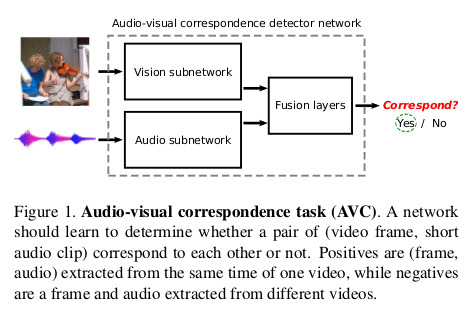 Audio-visual correspondence detector network
Vision subnetwork
Audio subnetwork
Fusion layers
Correspond?
Yes / No
Figure 1. Audio-visual correspondence task (AVC). A network
should learn to determine whether a pair of (video frame, short
audio clip) correspond to each other or not. Positives are (frame,
audio) extracted from the same time of one video, while negatives
are a frame and audio extracted from different videos.